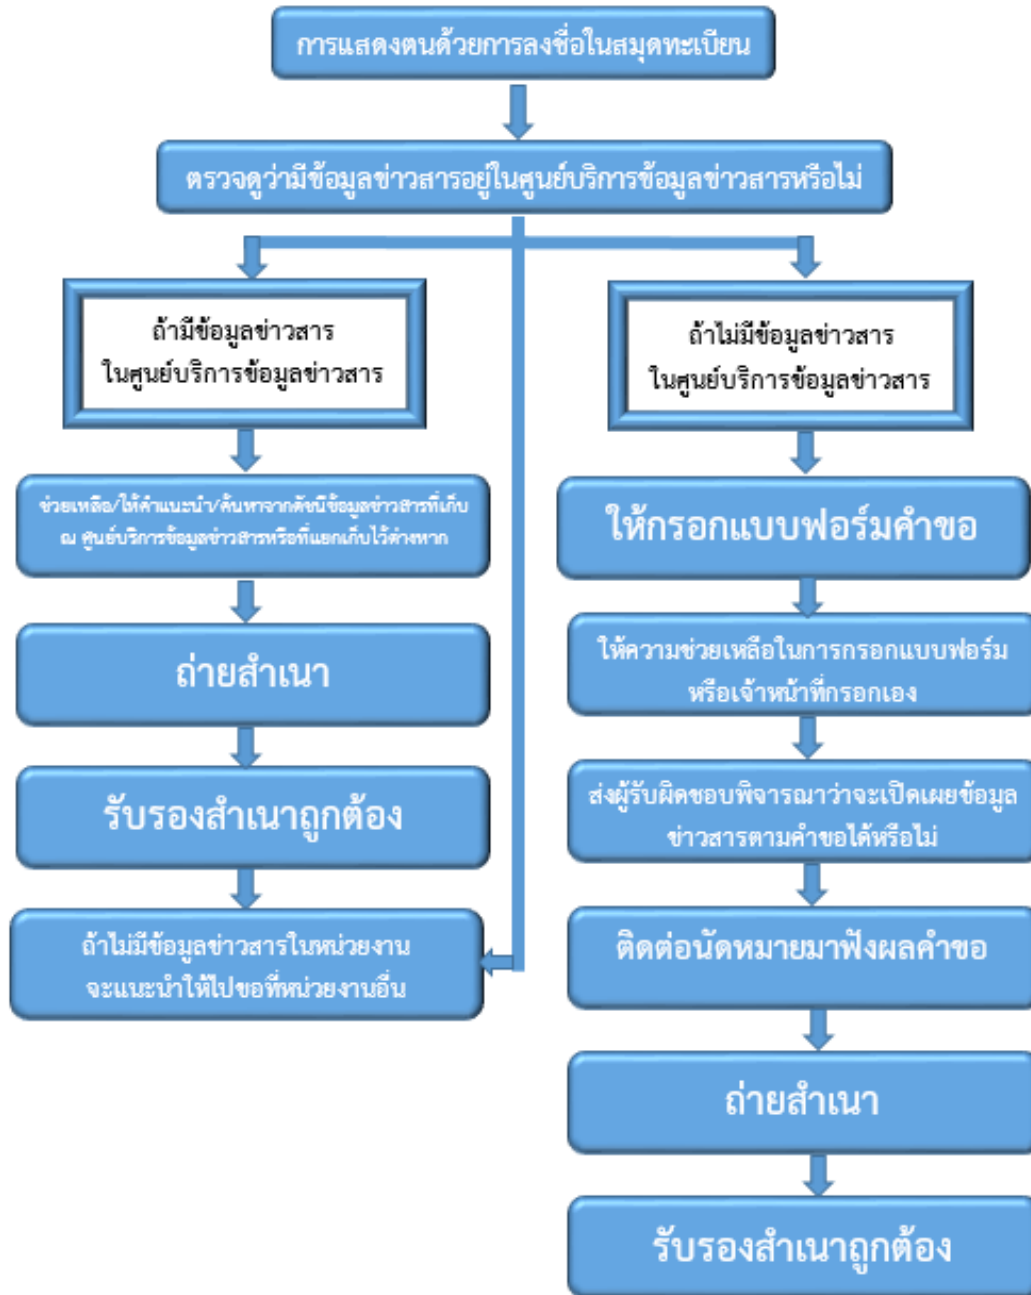 การแสดงตนด้วยการลงชื่อในสมุดทะเบียน
ตรวจดูว่ามีข้อมูลข่าวสารอยู่ในศูนย์บริการข้อมูลข่าวสารหรือไม่
ถ้ามีข้อมูลข่าวสาร
ในศูนย์บริการข้อมูลข่าวสาร
ช่วยเหลือ/ให้คำแนะนำ/ค้นหาจากดัชนีข้อมูลข่าวสารที่เก็บ
ณ ศูนย์บริการข้อมูลข่าวสารหรือที่แยกเก็บไว้ต่างหาก
ถ่ายสำเนา
รับรองสำเนาถูกต้อง
ถ้าไม่มีข้อมูลข่าวสารในหน่วยงาน
จะแนะนำให้ไปขอที่หน่วยงานอื่น
ถ้าไม่มีข้อมูลข่าวสาร
ในศูนย์บริการข้อมูลข่าวสาร
ให้กรอกแบบฟอร์มคำขอ
ให้ความช่วยเหลือในการกรอกแบบฟอร์ม
หรือเจ้าหน้าที่กรอกเอง
ส่งผู้รับผิดชอบพิจารณาว่าจะเปิดเผยข้อมูล
ข่าวสารตามคำขอได้หรือไม่
ติดต่อนัดหมายมาฟังผลคำขอ
ถ่ายสำเนา
รับรองสำเนาถูกต้อง